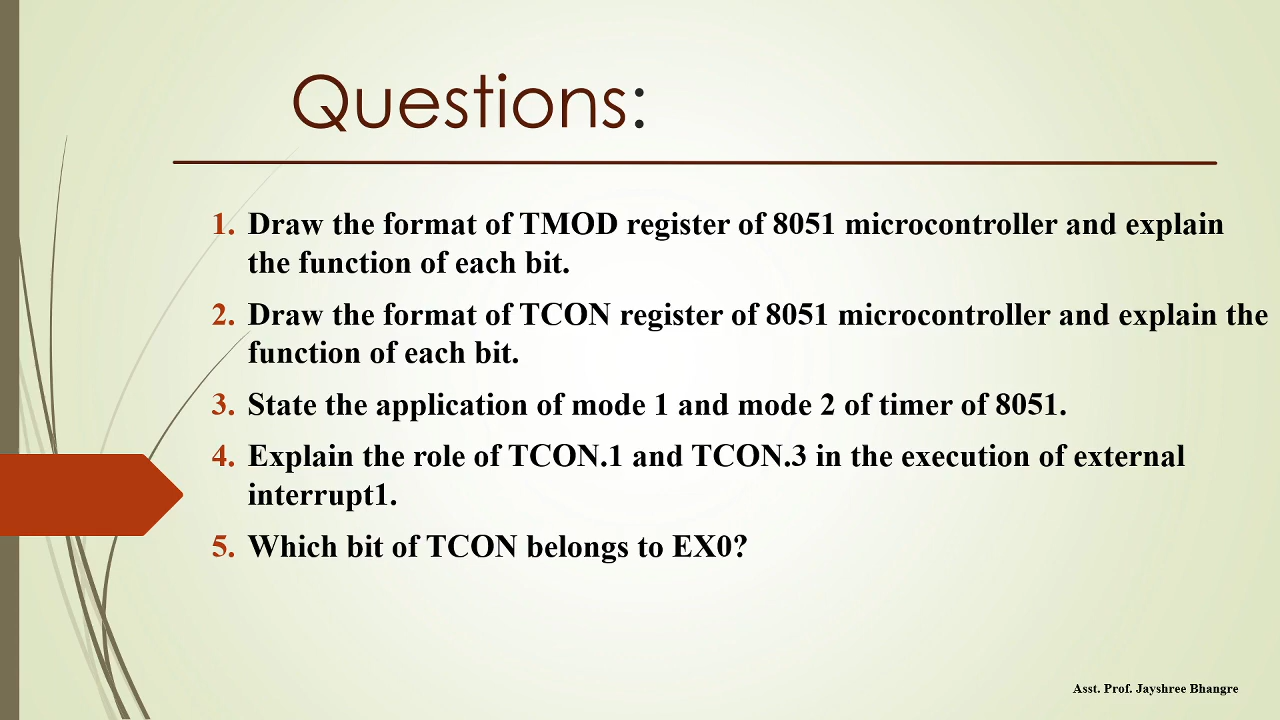 Questions:
1. Draw the format of TMOD register of 8051 microcontroller and explain
the function of each bit.
2. Draw the format of TCON register of 8051 microcontroller and explain the
function of each bit.
3. State the application of mode 1 and mode 2 of timer of 8051.
4. Explain the role of TCON.1 and TCON.3 in the execution of external
interrupt1.
5. Which bit of TCON belongs to EX0?
Asst. Prof. Jayshree Bhangre